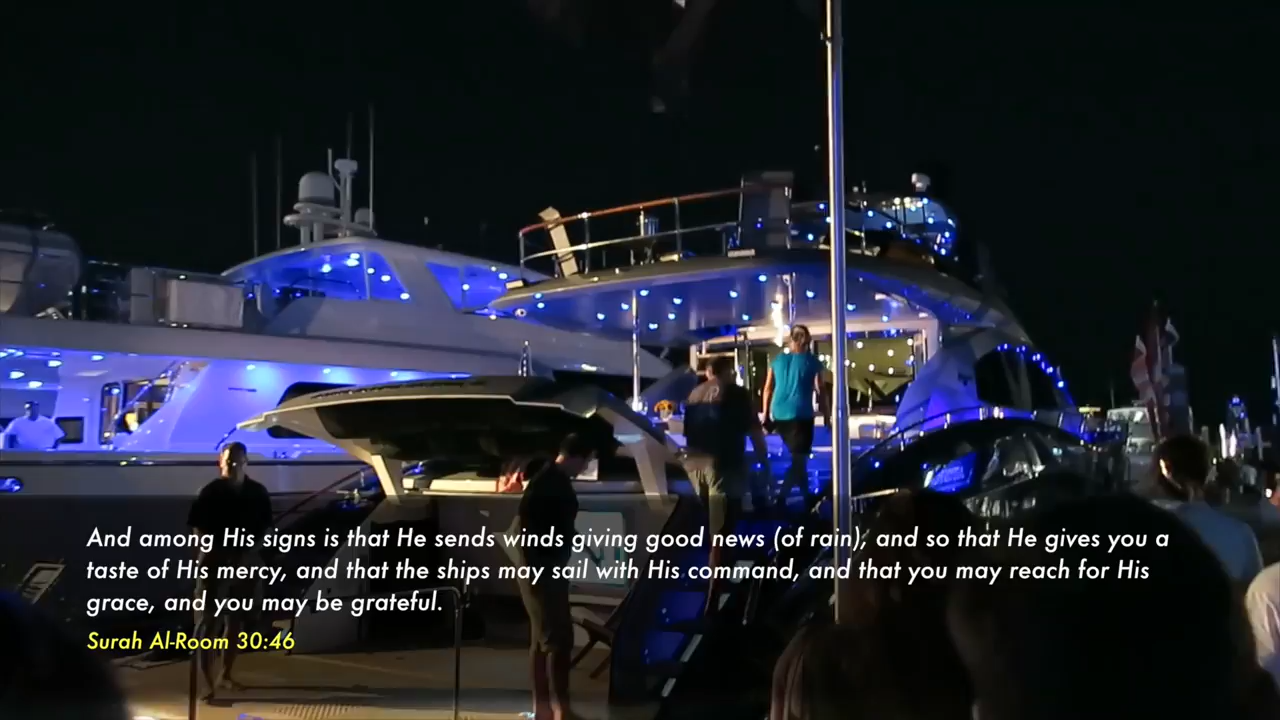 And among His signs is that He sends winds giving good news (of rain), and so that He gives you a
taste of His mercy, and that the ships may sail with His command, and that you may reach for His
grace, and you may be grateful.
Surah Al-Room 30:46